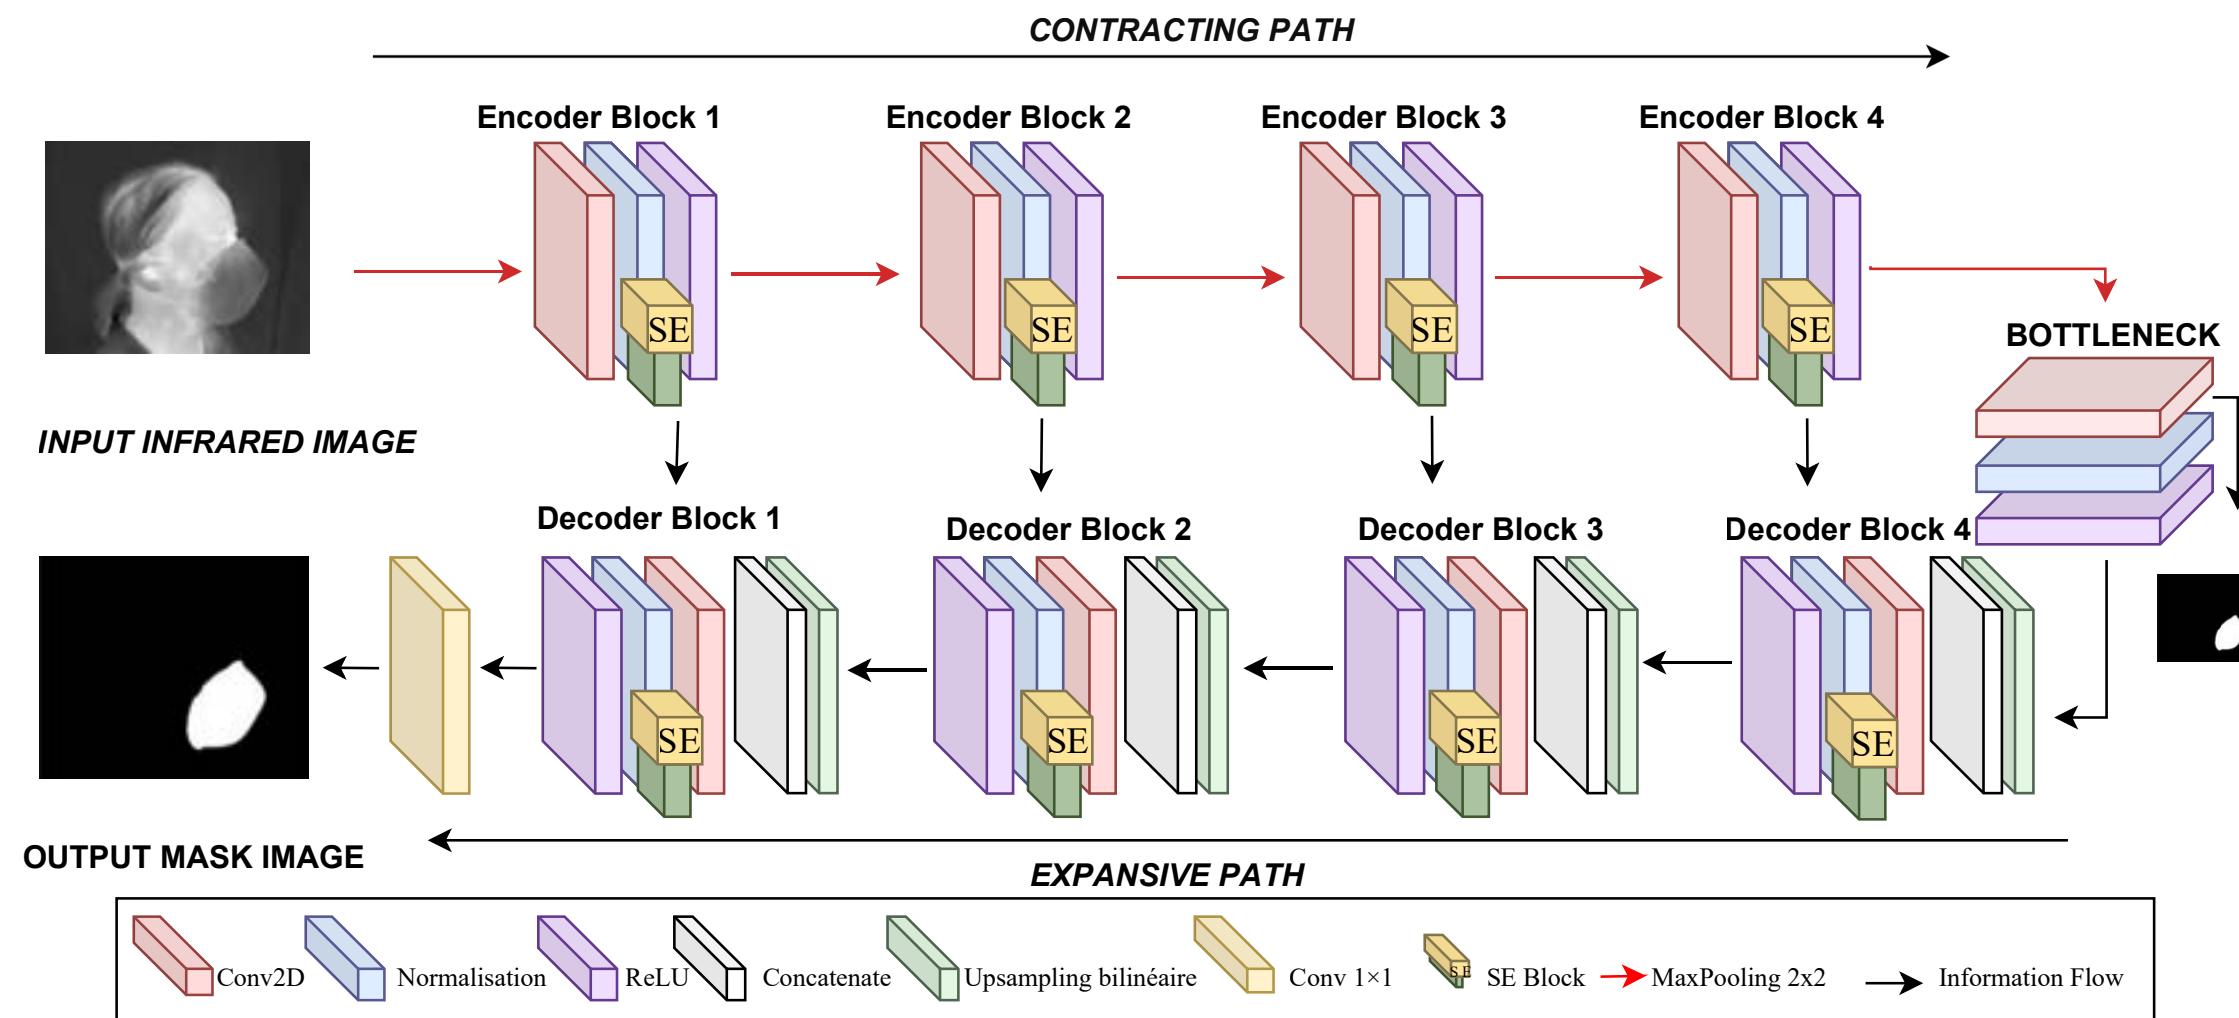 CONTRACTING PATH
Encoder Block 1
Encoder Block 2
Encoder Block 3
Encoder Block 4
SE
SE
SE
SE
BOTTLENECK
INPUT INFRARED IMAGE
Decoder Block 1
Decoder Block 2
Decoder Block 3
Decoder Block 4
SE
SE
SE
SE
OUTPUT MASK IMAGE
EXPANSIVE PATH
Conv2D
Normalisation
ReLU
Concatenate
Upsampling bilinéaire
Conv 1×1
SE
SE Block
MaxPooling 2x2
Information Flow